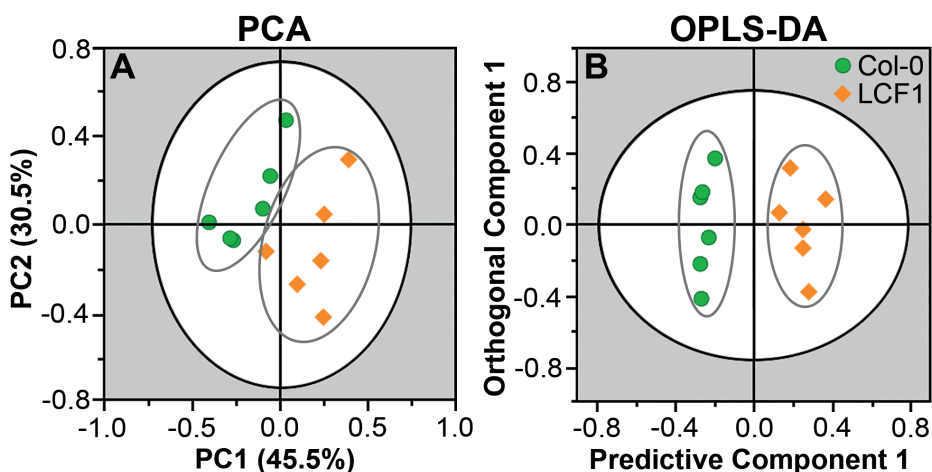 PCA
A
0.8
0.4
0.0
-0.4
-0.8
-1.0 -0.5 0.0 0.5 1.0
PC2 (30.5%)
PC1 (45.5%)
OPLS-DA
B
Col-0
LCF1
0.8
0.4
0.0
-0.4
-0.8
-0.8 -0.4 0.0 0.4 0.8
Orthogonal Component 1
Predictive Component 1